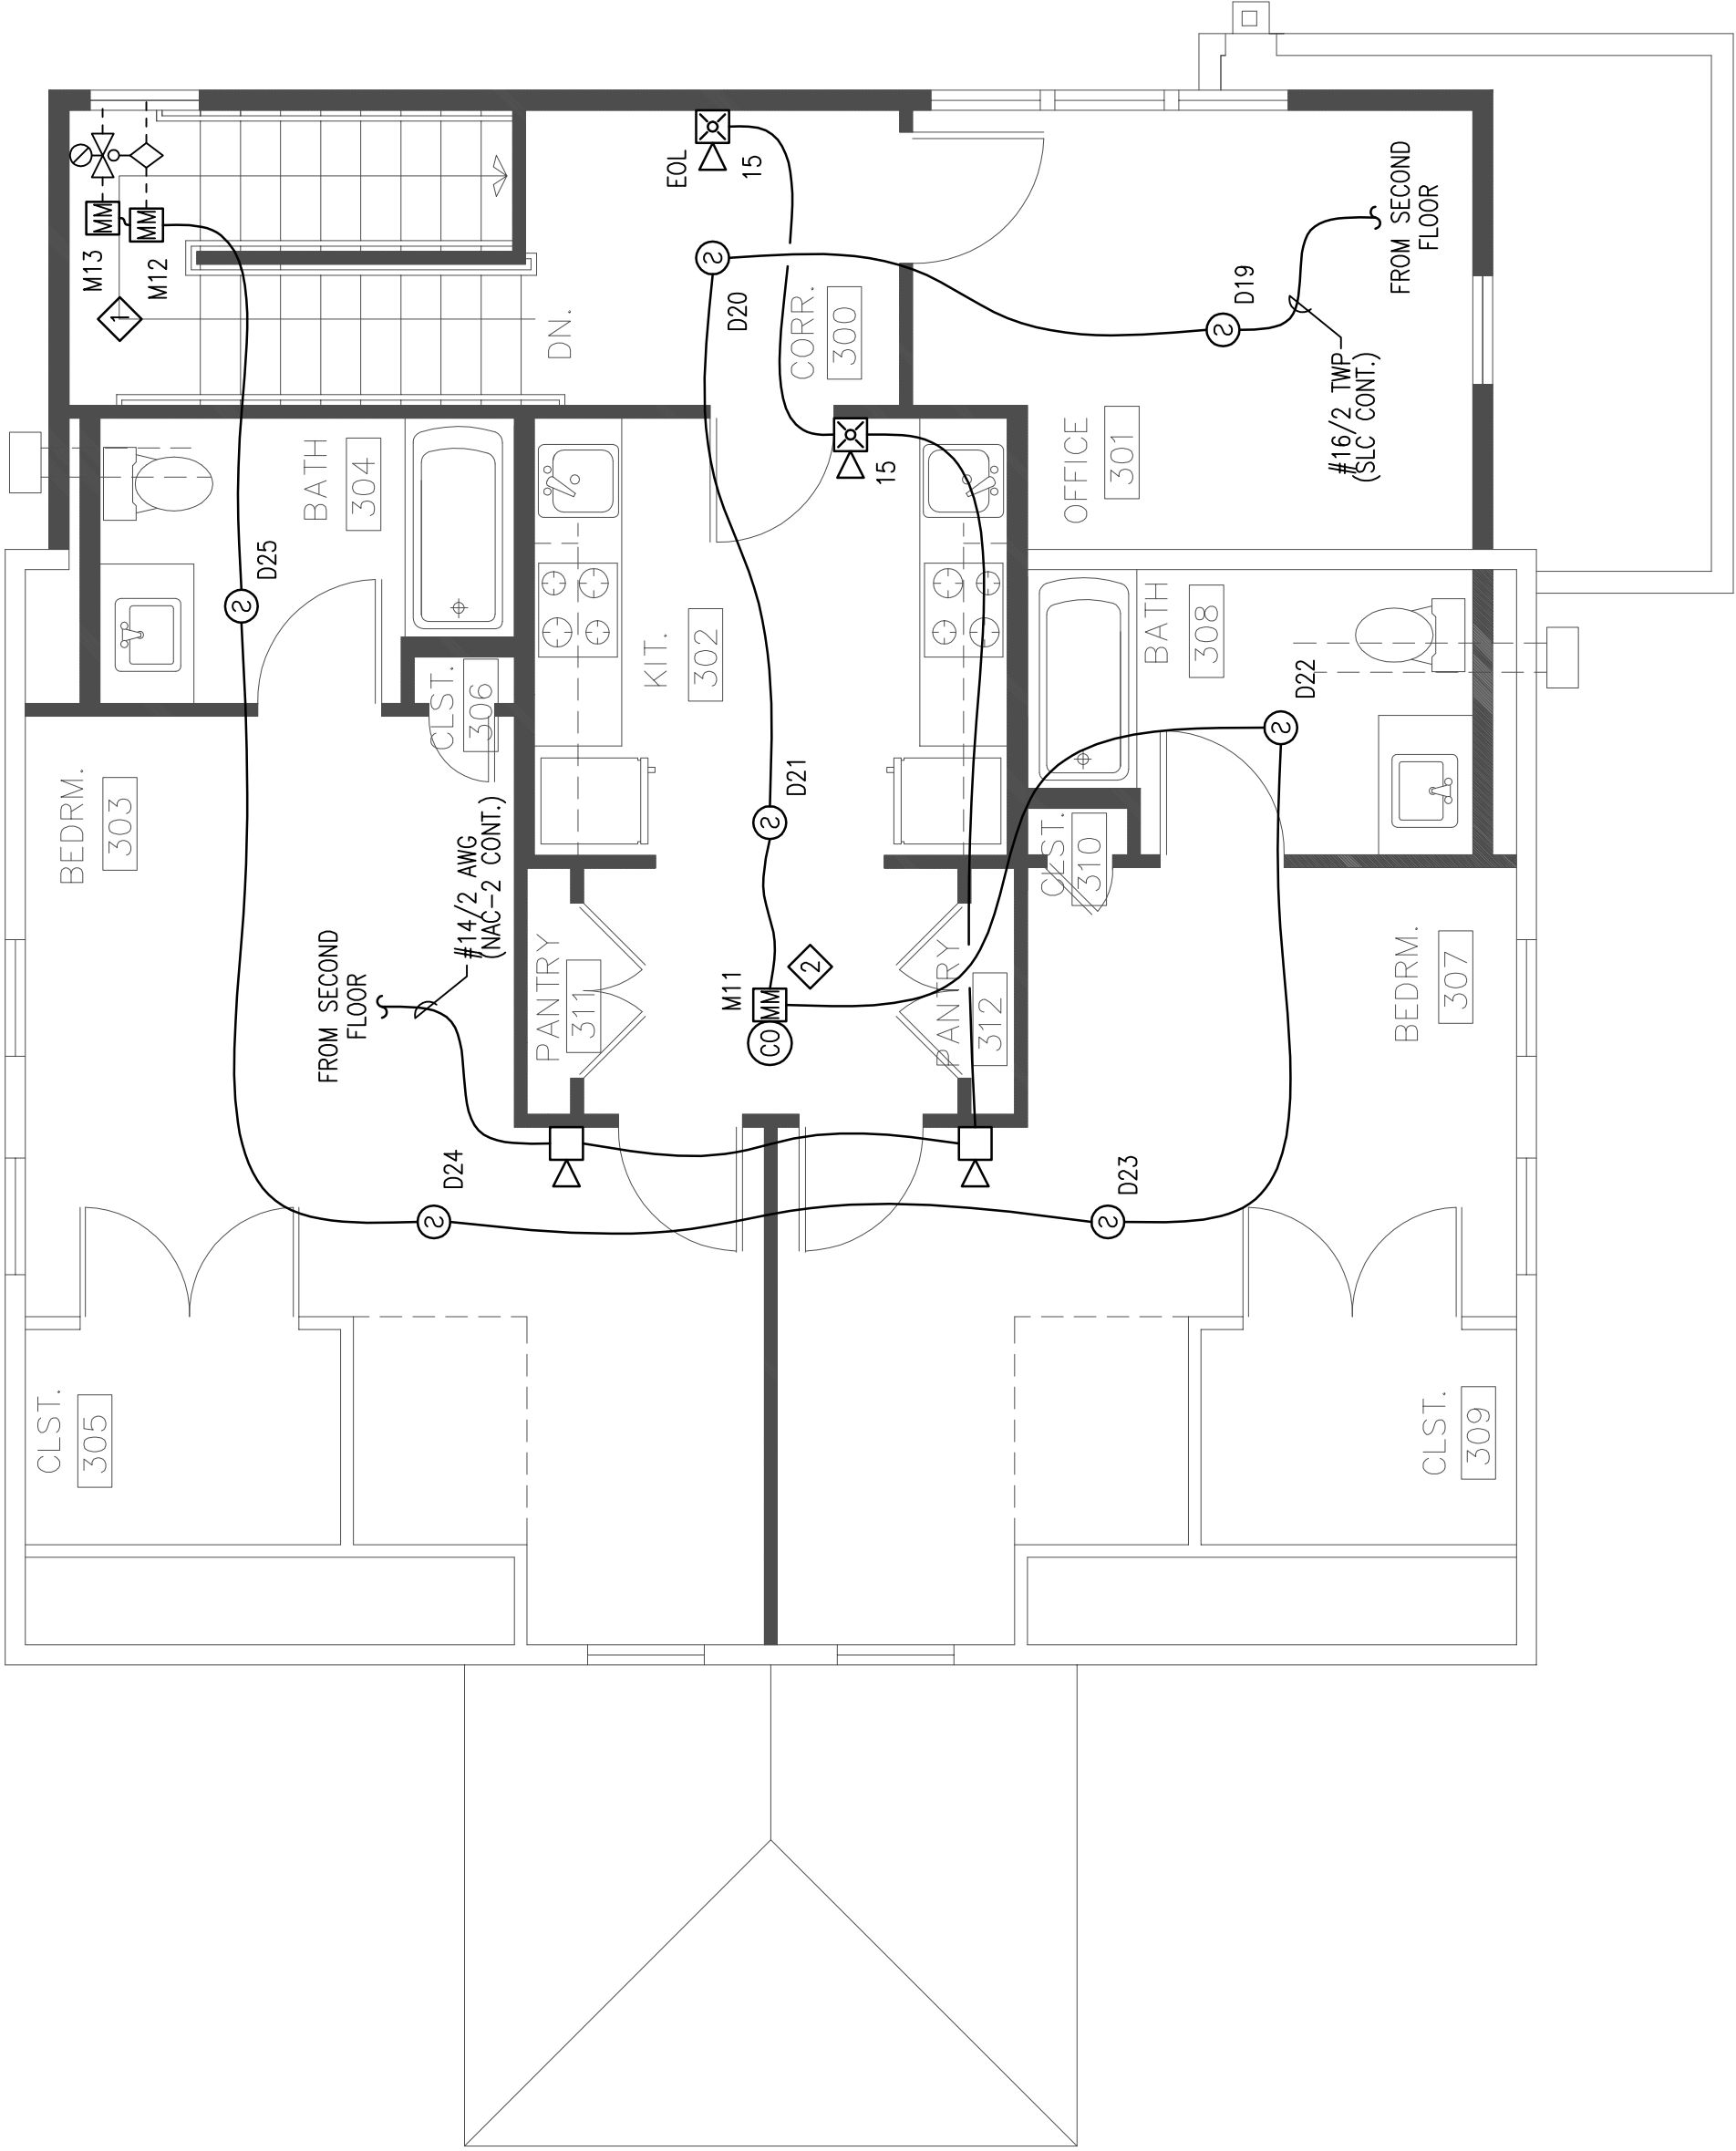 M13
M12
1
EOL
15
D20
DN.
CORR.
300
D19
FROM SECOND
FLOOR
#16/2 TWP
(SLC CONT.)
BATH
304
D25
15
OFFICE
301
KIT.
302
CLST.
306
BATH
308
D22
BEDRM.
303
D21
#14/2 AWG
(NAC-2 CONT.)
FROM SECOND
FLOOR
PANTRY
311
M11
2
CO
MM
MM
MM
PANTRY
312
CLST.
310
BEDRM.
307
D24
D23
S
S
S
S
S
S
S
CLST.
305
CLST.
309